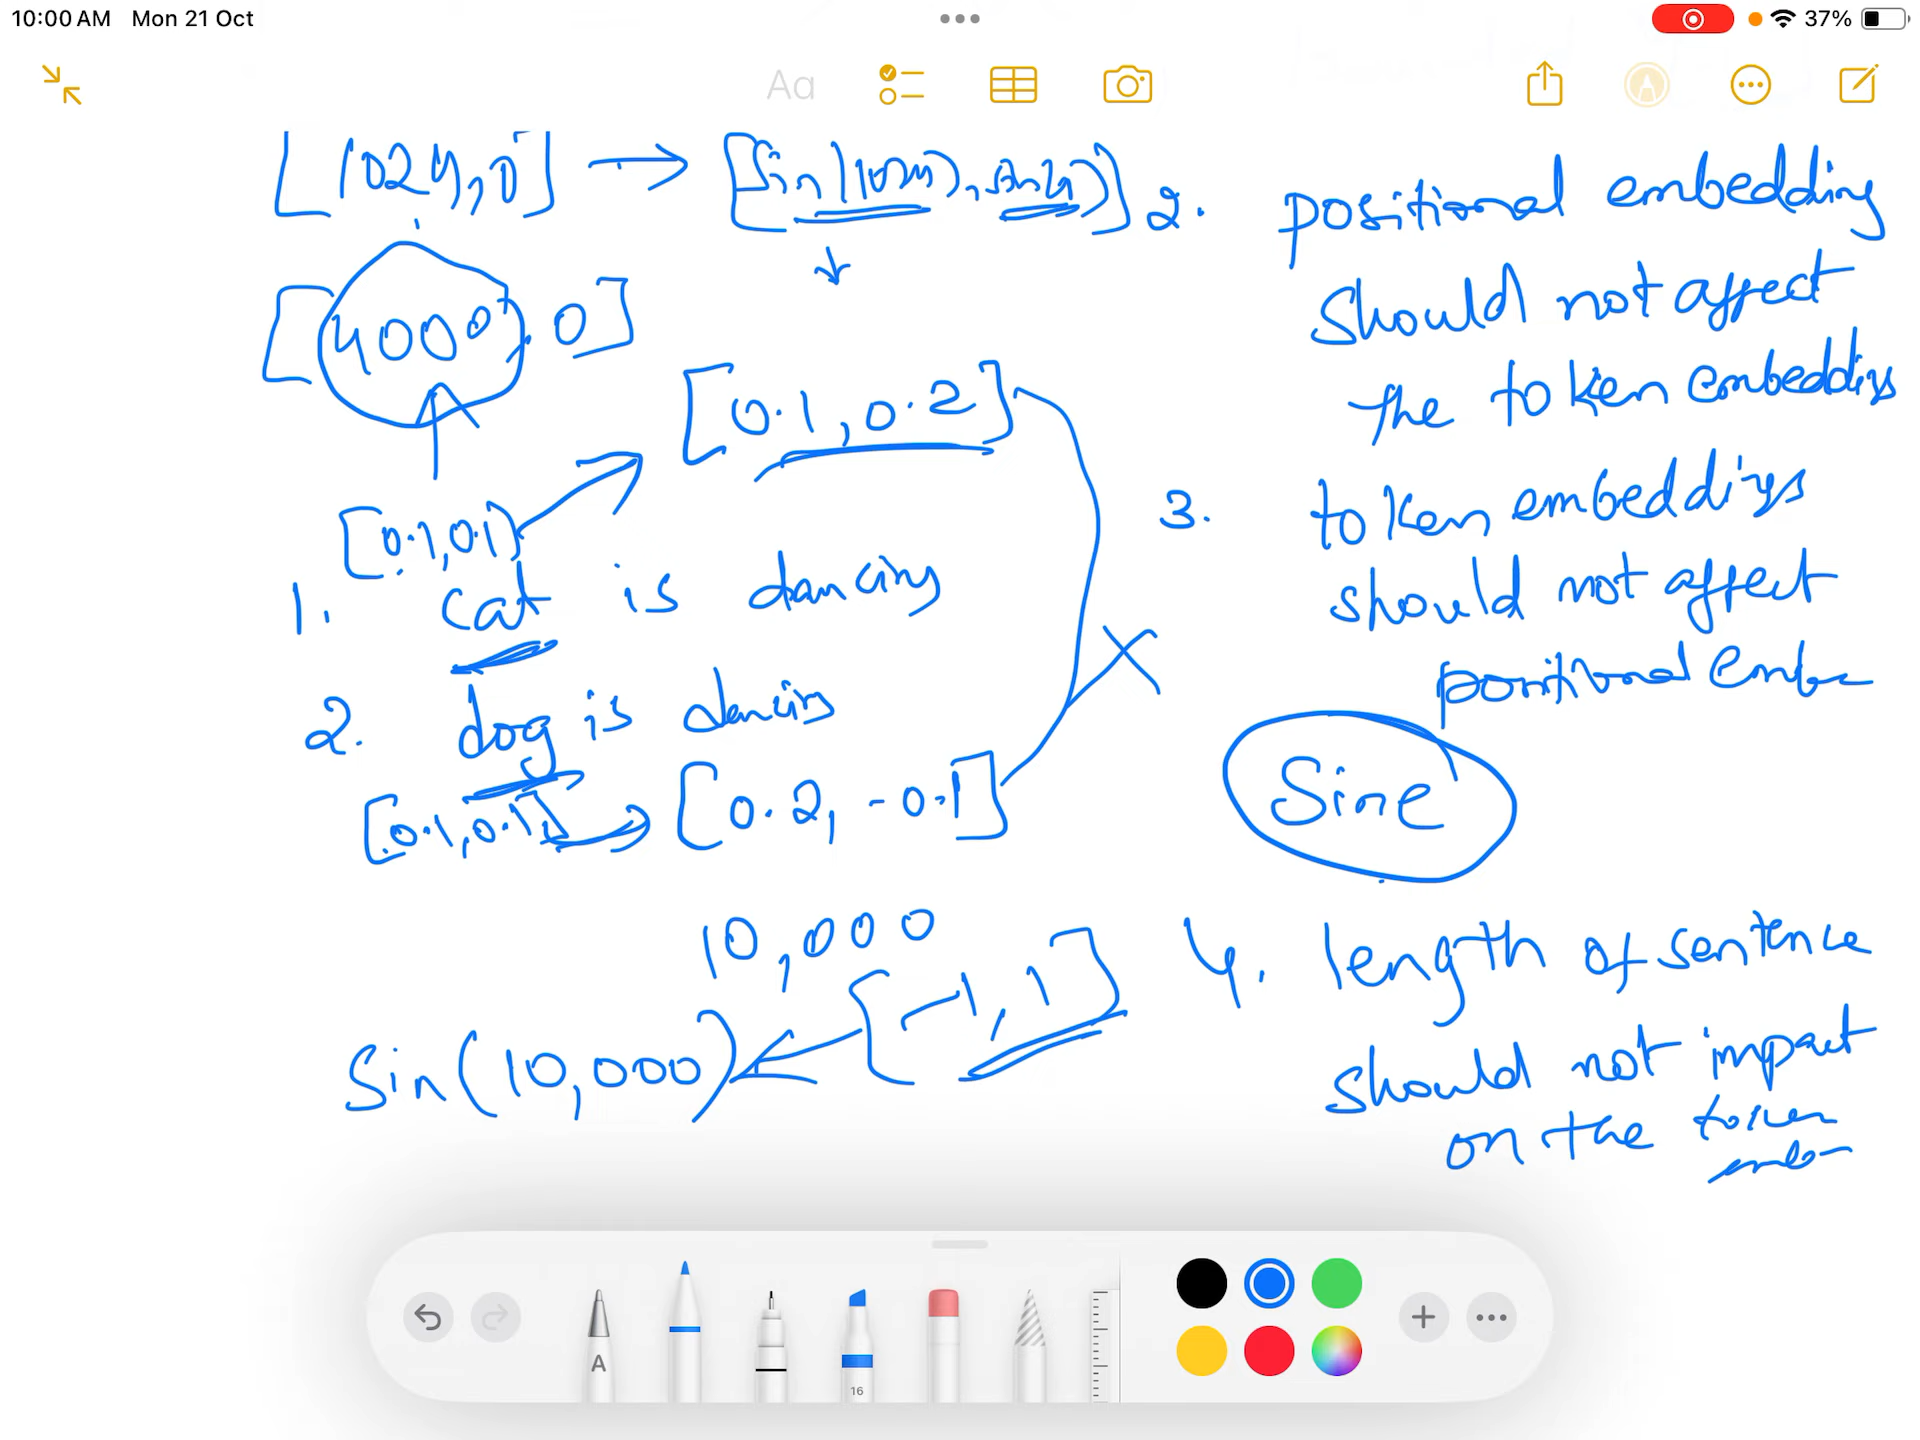 10:00 AM Mon 21 Oct
37%
Aa
[1024, 0] → [Sin(1024), sin(4)]
[4000, 0]
[0.1, 0.2]
[0.1, 0.1]
1. cat is dancing
2. dog is dancing
[0.1, 0.1] → [0.2, -0.1]
10,000
[-1, 1]
Sin(10,000)
2. positional embedding
should not affect
the token embeddings
3. token embeddings
should not affect
positional embe
Sine
4. length of sentence
should not impact
on the token
A
16